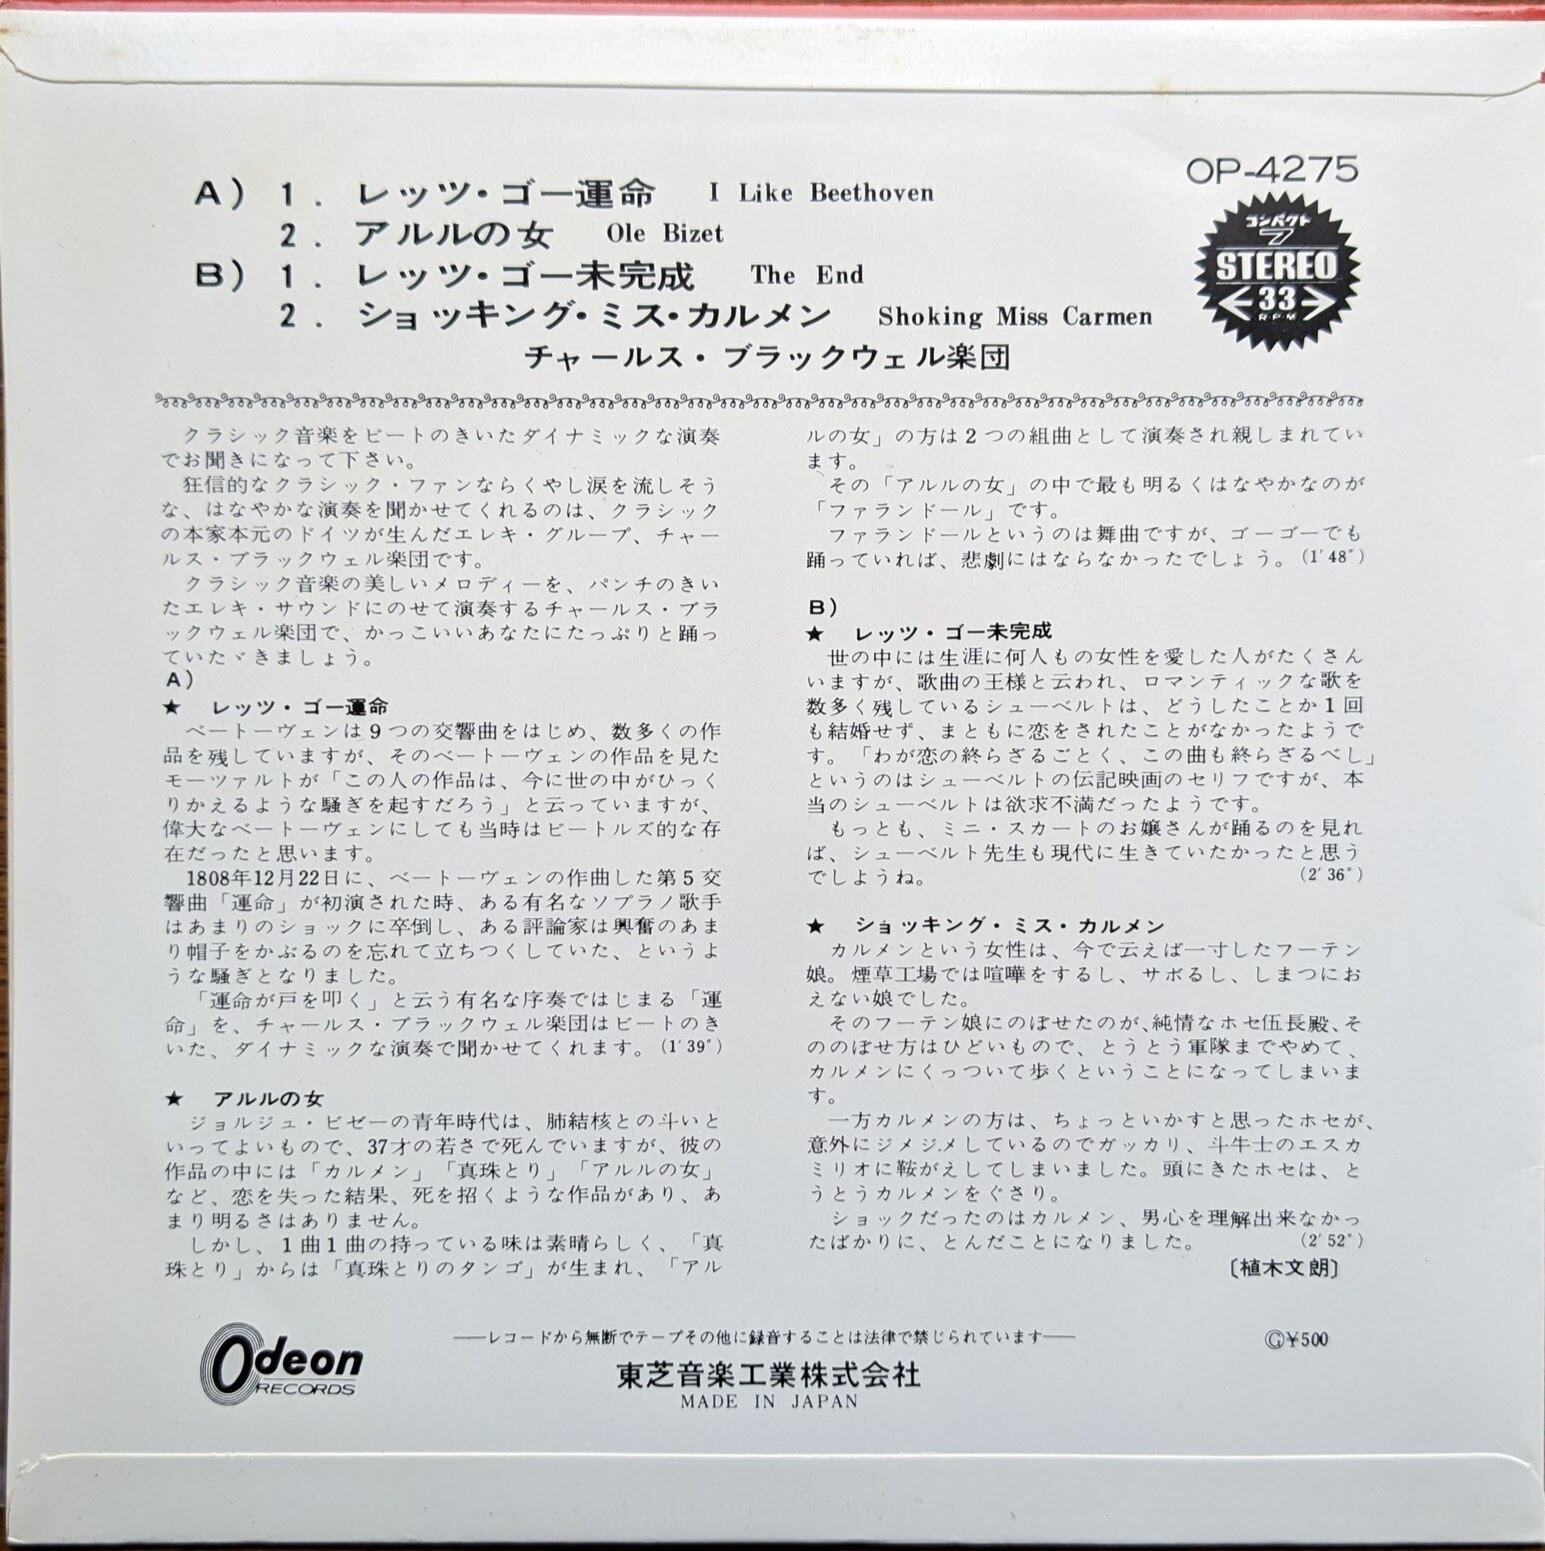 OP-4275
A) 1. レッツ・ゴー運命 I Like Beethoven
2. アルルの女 Ole Bizet
B) 1. レッツ・ゴー未完成 The End
2. ショッキング・ミス・カルメン Shoking Miss Carmen
チャールス・ブラックウェル楽団
コンパクト
7
STEREO
33
R.P.M
クラシック音楽をビートのきいたダイナミックな演奏
でお聞きになって下さい。
狂信的なクラシック・ファンならくやし涙を流しそう
な、はなやかな演奏を聞かせてくれるのは、クラシック
の本家本元のドイツが生んだエレキ・グループ、チャー
ルス・ブラックウェル楽団です。
クラシック音楽の美しいメロディーを、パンチのきい
たエレキ・サウンドにのせて演奏するチャールス・ブラ
ックウェル楽団で、かっこいいあなたにたっぷりと踊っ
ていたゞきましょう。
A)
★ レッツ・ゴー運命
ベートーヴェンは9つの交響曲をはじめ、数多くの作
品を残していますが、そのベートーヴェンの作品を見た
モーツァルトが「この人の作品は、今に世の中がひっく
りかえるような騒ぎを起すだろう」と云っていますが、
偉大なベートーヴェンにしても当時はビートルズ的な存
在だったと思います。
1808年12月22日に、ベートーヴェンの作曲した第5交
響曲「運命」が初演された時、ある有名なソプラノ歌手
はあまりのショックに卒倒し、ある評論家は興奮のあま
り帽子をかぶるのを忘れて立ちつくしていた、というよ
うな騒ぎとなりました。
「運命が戸を叩く」と云う有名な序奏ではじまる「運
命」を、チャールス・ブラックウェル楽団はビートのき
いた、ダイナミックな演奏で聞かせてくれます。(1′39″)
★ アルルの女
ジョルジュ・ビゼーの青年時代は、肺結核との斗いと
いってよいもので、37才の若さで死んでいますが、彼の
作品の中には「カルメン」「真珠とり」「アルルの女」
など、恋を失った結果、死を招くような作品があり、あ
まり明るさはありません。
しかし、1曲1曲の持っている味は素晴らしく、「真
珠とり」からは「真珠とりのタンゴ」が生まれ、「アル
ルの女」の方は2つの組曲として演奏され親しまれてい
ます。
その「アルルの女」の中で最も明るくはなやかなのが
「ファランドール」です。
ファランドールというのは舞曲ですが、ゴーゴーでも
踊っていれば、悲劇にはならなかったでしょう。(1′48″)
B)
★ レッツ・ゴー未完成
世の中には生涯に何人もの女性を愛した人がたくさん
いますが、歌曲の王様と云われ、ロマンティックな歌を
数多く残しているシューベルトは、どうしたことか1回
も結婚せず、まともに恋をされたことがなかったようで
す。「わが恋の終らざるごとく、この曲も終らざるべし」
というのはシューベルトの伝記映画のセリフですが、本
当のシューベルトは欲求不満だったようです。
もっとも、ミニ・スカートのお嬢さんが踊るのを見れ
ば、シューベルト先生も現代に生きていたかったと思う
でしようね。 (2′36″)
★ ショッキング・ミス・カルメン
カルメンという女性は、今で云えば一寸したフーテン
娘。煙草工場では喧嘩をするし、サボるし、しまつにお
えない娘でした。
そのフーテン娘にのぼせたのが、純情なホセ伍長殿、そ
ののぼせ方はひどいもので、とうとう軍隊までやめて、
カルメンにくっついて歩くということになってしまいま
す。
一方カルメンの方は、ちょっといかすと思ったホセが、
意外にジメジメしているのでガッカリ、斗牛士のエスカ
ミリオに鞍がえしてしまいました。頭にきたホセは、と
うとうカルメンをぐさり。
ショックだったのはカルメン、男心を理解出来なかっ
たばかりに、とんだことになりました。 (2′52″)
〔植木文朗〕
Odeon
RECORDS
──レコードから無断でテープその他に録音することは法律で禁じられています──
東芝音楽工業株式会社
MADE IN JAPAN
Ⓖ¥500